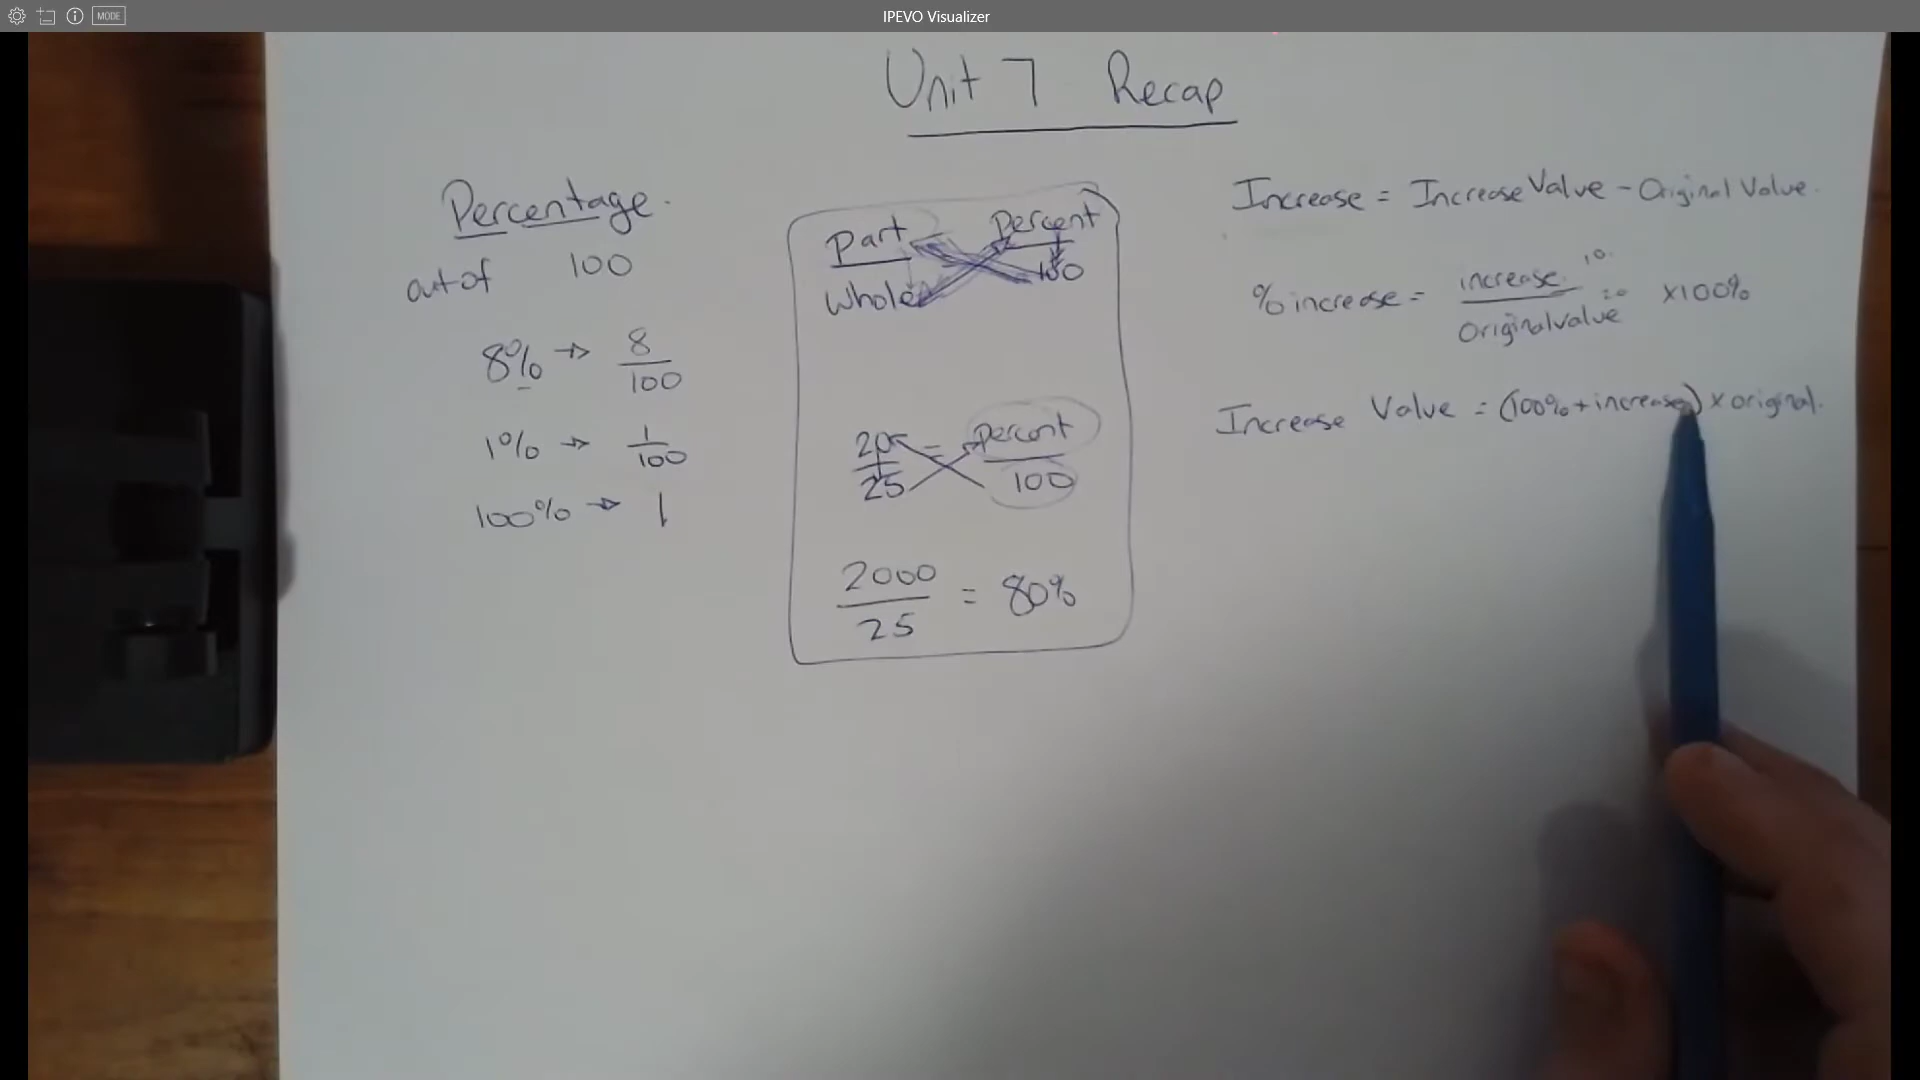 MODE
IPEVO Visualizer
Unit 7 Recap
Percentage.
out of 100
8% → 8/100
1% → 1/100
100% → 1
Part Percent
Whole 100
20/25 = Percent/100
2000/25 = 80%
Increase = Increase Value - Original Value.
% increase = increase/Original value x100%
10
Increase Value = (100% + increase) x original.